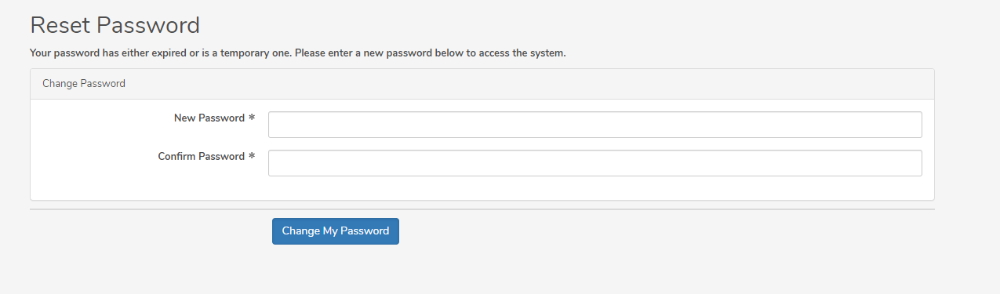 Reset Password
Your password has either expired or is a temporary one. Please enter a new password below to access the system.
Change Password
New Password *
Confirm Password *
Change My Password